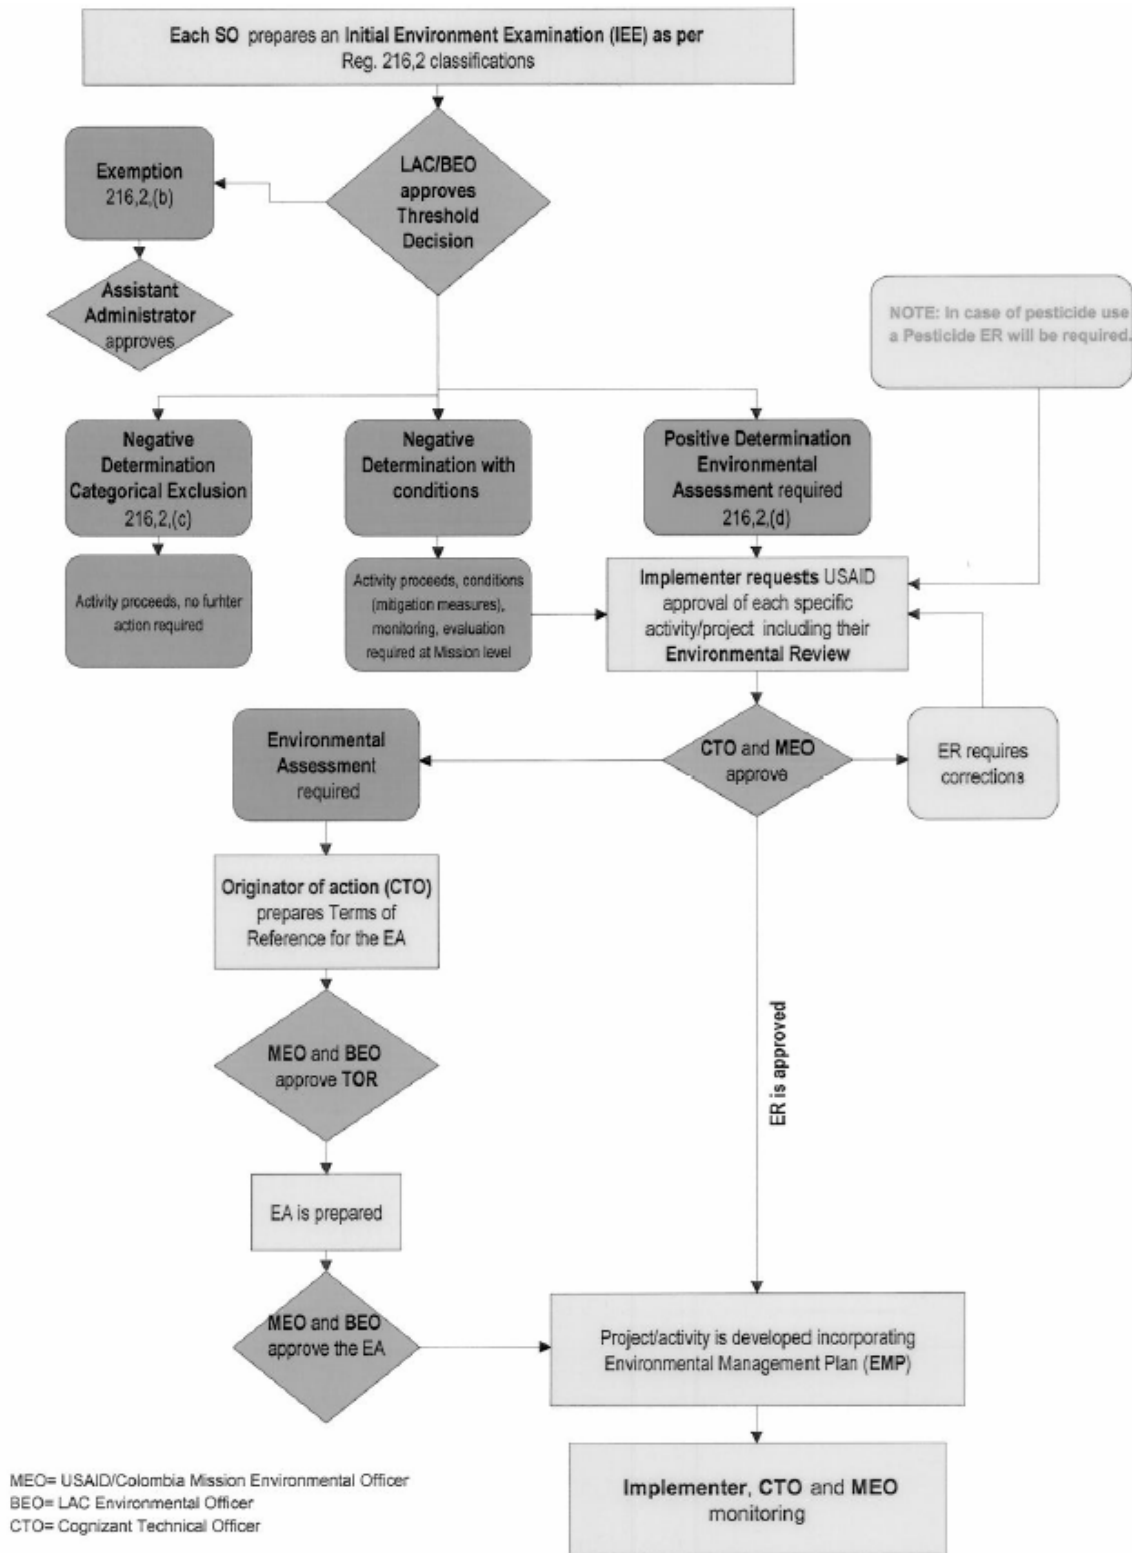 Each SO prepares an Initial Environment Examination (IEE) as per
Reg. 216,2 classifications
LAC/BEO
approves
Threshold
Decision
Exemption
216,2,(b)
Assistant
Administrator
approves
NOTE: In case of pesticide use
a Pesticide ER will be required.
Negative
Determination
Categorical Exclusion
216,2,(c)
Negative
Determination with
conditions
Positive Determination
Environmental
Assessment required
216,2,(d)
Activity proceeds, no furhter
action required
Activity proceeds, conditions
(mitigation measures),
monitoring, evaluation
required at Mission level
Implementer requests USAID
approval of each specific
activity/project including their
Environmental Review
Environmental
Assessment
required
CTO and MEO
approve
ER requires
corrections
Originator of action (CTO)
prepares Terms of
Reference for the EA
MEO and BEO
approve TOR
ER is approved
EA is prepared
MEO and BEO
approve the EA
Project/activity is developed incorporating
Environmental Management Plan (EMP)
Implementer, CTO and MEO
monitoring
MEO= USAID/Colombia Mission Environmental Officer
BEO= LAC Environmental Officer
CTO= Cognizant Technical Officer